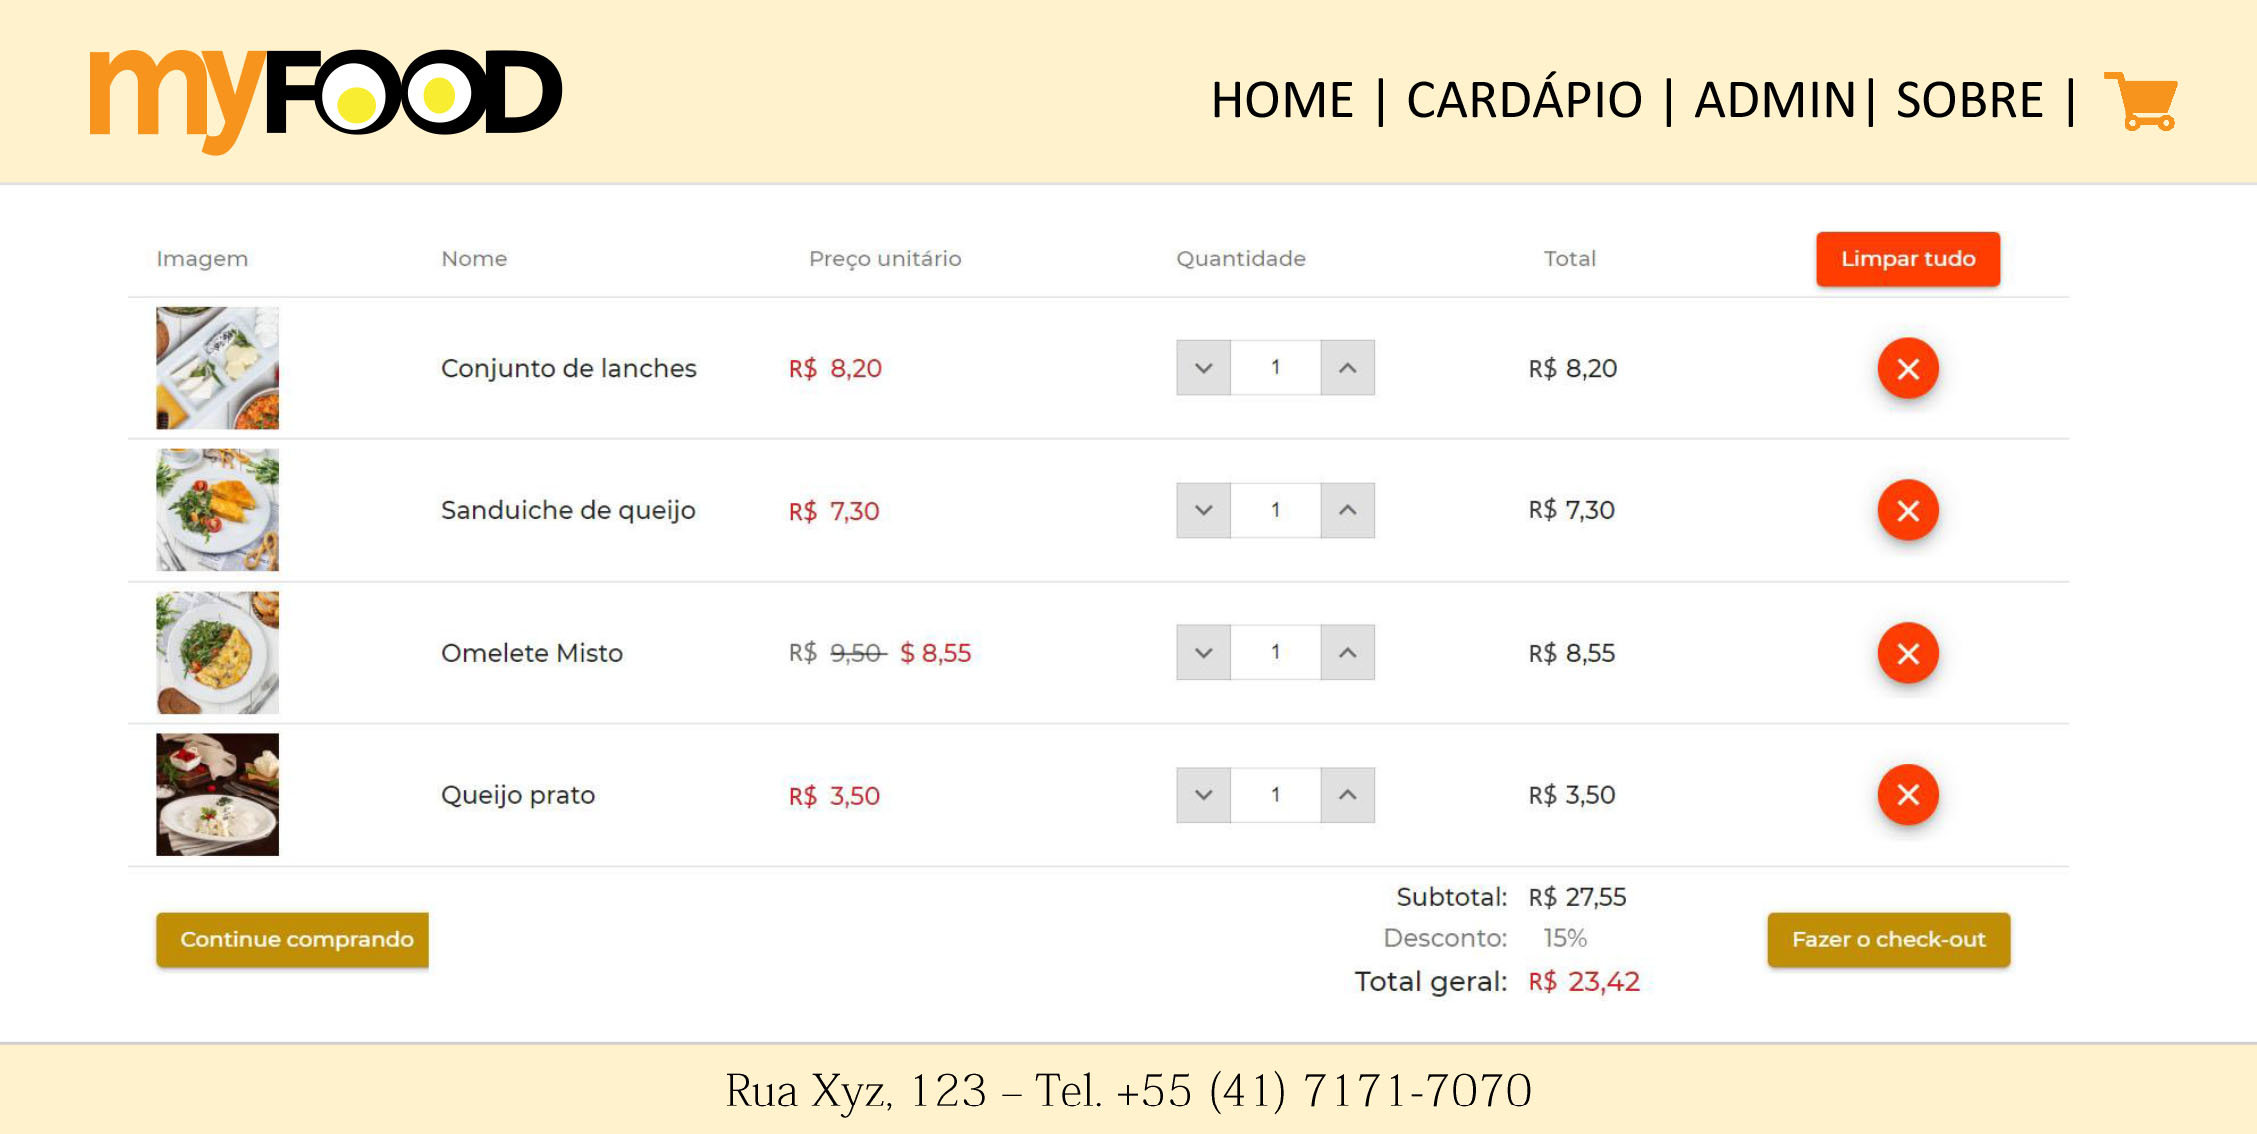 myFOOD
HOME | CARDÁPIO | ADMIN| SOBRE |
Imagem Nome Preço unitário Quantidade Total Limpar tudo
Conjunto de lanches R$ 8,20 1 R$ 8,20
Sanduiche de queijo R$ 7,30 1 R$ 7,30
Omelete Misto R$ 9,50 $ 8,55 1 R$ 8,55
Queijo prato R$ 3,50 1 R$ 3,50
Subtotal: R$ 27,55
Continue comprando Desconto: 15% Fazer o check-out
Total geral: R$ 23,42
Rua Xyz, 123 – Tel. +55 (41) 7171-7070